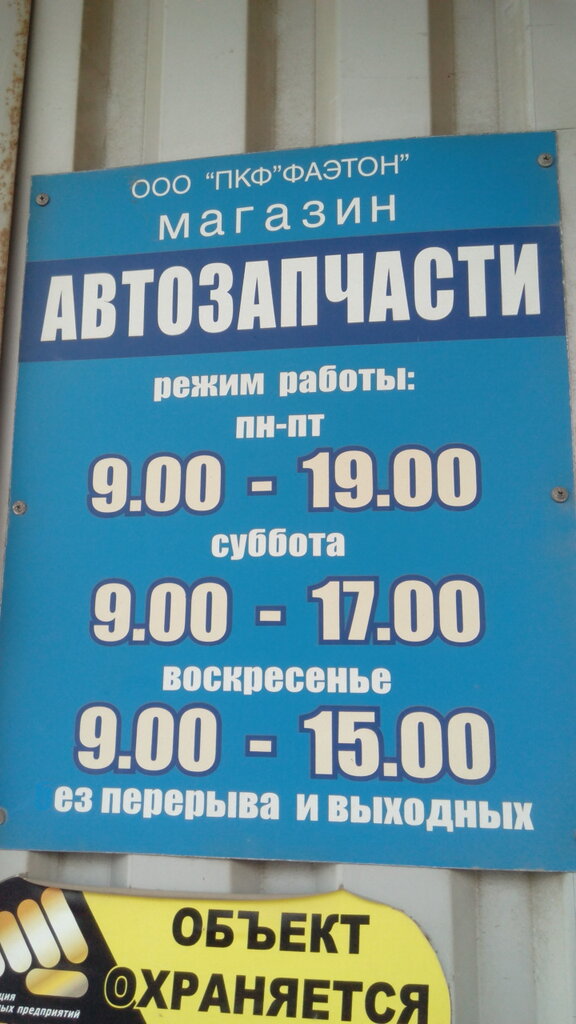 ООО "ПКФ"ФАЭТОН"
магазин
АВТОЗАПЧАСТИ
режим работы:
пн-пт
9.00 - 19.00
суббота
9.00 - 17.00
воскресенье
9.00 - 15.00
ез перерыва и выходных
ОБЪЕКТ
ОХРАНЯЕТСЯ
предприятий